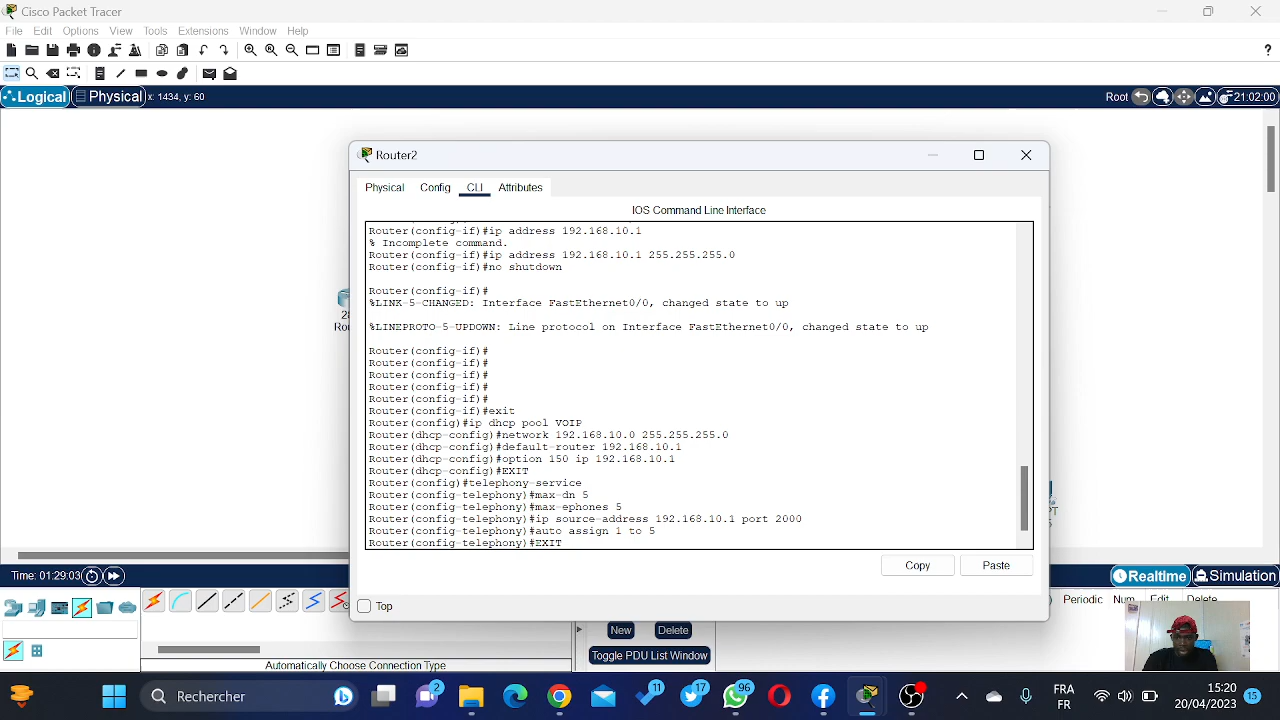 Cisco Packet Tracer
File Edit Options View Tools Extensions Window Help
?
Logical Physical x: 1434, y: 60
Root 21:02:00
Router2
Physical Config CLI Attributes
IOS Command Line Interface
Router(config-if)#ip address 192.168.10.1
% Incomplete command.
Router(config-if)#ip address 192.168.10.1 255.255.255.0
Router(config-if)#no shutdown
Router(config-if)#
%LINK-5-CHANGED: Interface FastEthernet0/0, changed state to up
%LINEPROTO-5-UPDOWN: Line protocol on Interface FastEthernet0/0, changed state to up
Router(config-if)#
Router(config-if)#
Router(config-if)#
Router(config-if)#
Router(config-if)#
Router(config-if)#exit
Router(config)#ip dhcp pool VOIP
Router(dhcp-config)#network 192.168.10.0 255.255.255.0
Router(dhcp-config)#default-router 192.168.10.1
Router(dhcp-config)#option 150 ip 192.168.10.1
Router(dhcp-config)#EXIT
Router(config)#telephony-service
Router(config-telephony)#max-dn 5
Router(config-telephony)#max-ephones 5
Router(config-telephony)#ip source-address 192.168.10.1 port 2000
Router(config-telephony)#auto assign 1 to 5
Router(config-telephony)#EXIT
Copy Paste
Top
28
Rou
Time: 01:29:03
Realtime Simulation
Periodic Num Edit Delete
New Delete
Toggle PDU List Window
Automatically Choose Connection Type
Rechercher
2
11
17
96
FRA
FR
15:20
20/04/2023
15